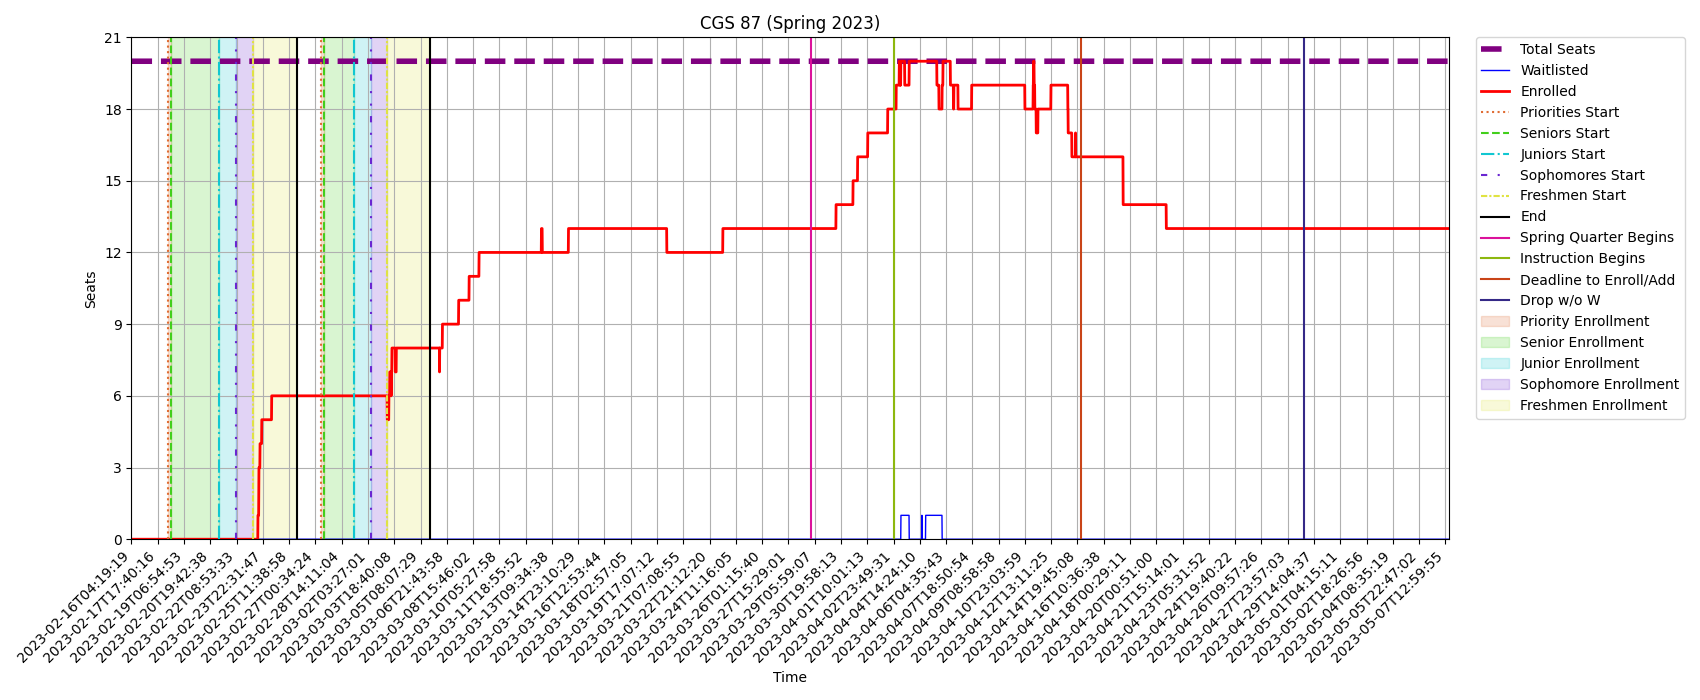 CGS 87 (Spring 2023)
Seats
21
18
15
12
9
6
3
0
2023-02-16T04:19:19
2023-02-17T17:40:16
2023-02-19T06:54:53
2023-02-20T19:42:38
2023-02-22T08:53:33
2023-02-23T22:31:47
2023-02-25T11:38:58
2023-02-27T00:34:24
2023-02-28T14:11:04
2023-03-02T03:27:01
2023-03-03T18:40:08
2023-03-05T08:07:29
2023-03-06T21:43:58
2023-03-08T15:46:02
2023-03-10T05:27:58
2023-03-11T18:55:52
2023-03-13T09:34:38
2023-03-14T23:10:29
2023-03-16T12:53:44
2023-03-18T02:57:05
2023-03-19T17:07:12
2023-03-21T07:08:55
2023-03-22T21:12:20
2023-03-24T11:16:05
2023-03-26T01:15:40
2023-03-27T15:29:01
2023-03-29T05:59:07
2023-03-30T19:58:13
2023-04-01T10:01:13
2023-04-02T23:49:31
2023-04-04T14:24:10
2023-04-06T04:35:43
2023-04-07T18:50:54
2023-04-09T08:58:58
2023-04-10T23:03:59
2023-04-12T13:11:25
2023-04-14T19:45:08
2023-04-16T10:36:38
2023-04-18T00:29:11
2023-04-20T00:51:00
2023-04-21T15:14:01
2023-04-23T05:31:52
2023-04-24T19:40:22
2023-04-26T09:57:26
2023-04-27T23:57:03
2023-04-29T14:04:37
2023-05-01T04:15:11
2023-05-02T18:26:56
2023-05-04T08:35:19
2023-05-05T22:47:02
2023-05-07T12:59:55
Time
Total Seats
Waitlisted
Enrolled
Priorities Start
Seniors Start
Juniors Start
Sophomores Start
Freshmen Start
End
Spring Quarter Begins
Instruction Begins
Deadline to Enroll/Add
Drop w/o W
Priority Enrollment
Senior Enrollment
Junior Enrollment
Sophomore Enrollment
Freshmen Enrollment